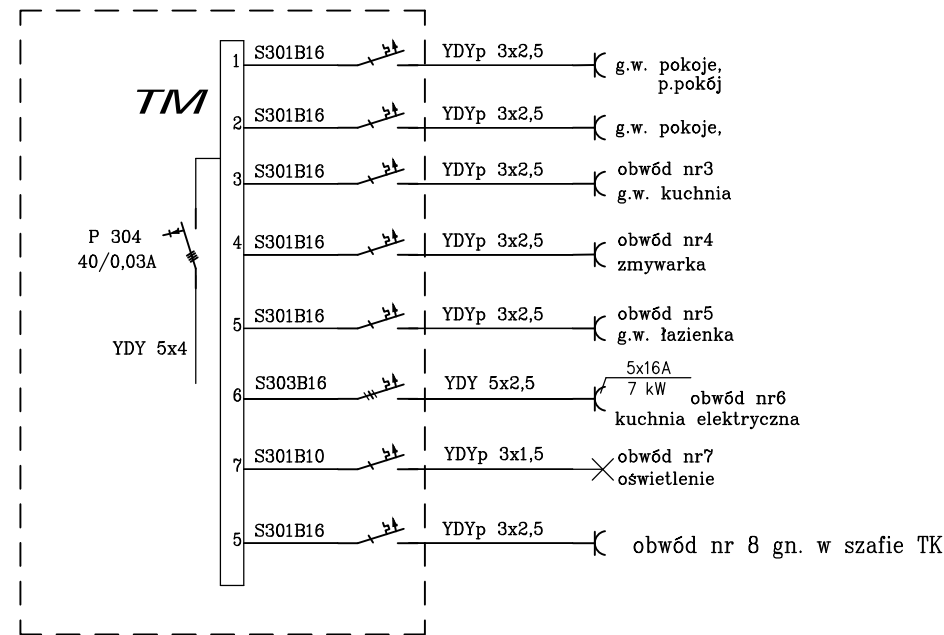 TM
P 304
40/0,03A
YDY 5x4
1 S301B16 YDYp 3x2,5 g.w. pokoje,
p.pokój
2 S301B16 YDYp 3x2,5 g.w. pokoje,
3 S301B16 YDYp 3x2,5 obwód nr3
g.w. kuchnia
4 S301B16 YDYp 3x2,5 obwód nr4
zmywarka
5 S301B16 YDYp 3x2,5 obwód nr5
g.w. łazienka
6 S303B16 YDY 5x2,5 5x16A
7 kW obwód nr6
kuchnia elektryczna
7 S301B10 YDYp 3x1,5 obwód nr7
oświetlenie
5 S301B16 YDYp 3x2,5 obwód nr 8 gn. w szafie TK